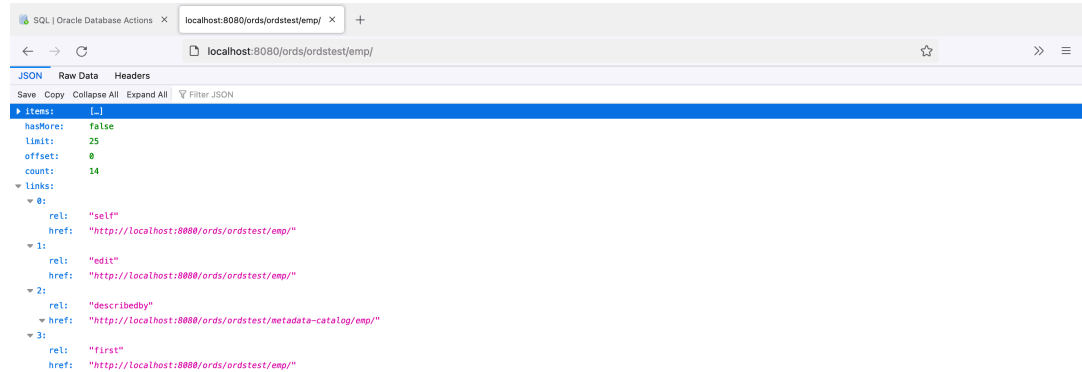 SQL | Oracle Database Actions × localhost:8080/ords/ordstest/emp/ × +
localhost:8080/ords/ordstest/emp/
JSON Raw Data Headers
Save Copy Collapse All Expand All Filter JSON
items: […]
hasMore: false
limit: 25
offset: 0
count: 14
links:
0:
rel: "self"
href: "http://localhost:8080/ords/ordstest/emp/"
1:
rel: "edit"
href: "http://localhost:8080/ords/ordstest/emp/"
2:
rel: "describedby"
href: "http://localhost:8080/ords/ordstest/metadata-catalog/emp/"
3:
rel: "first"
href: "http://localhost:8080/ords/ordstest/emp/"